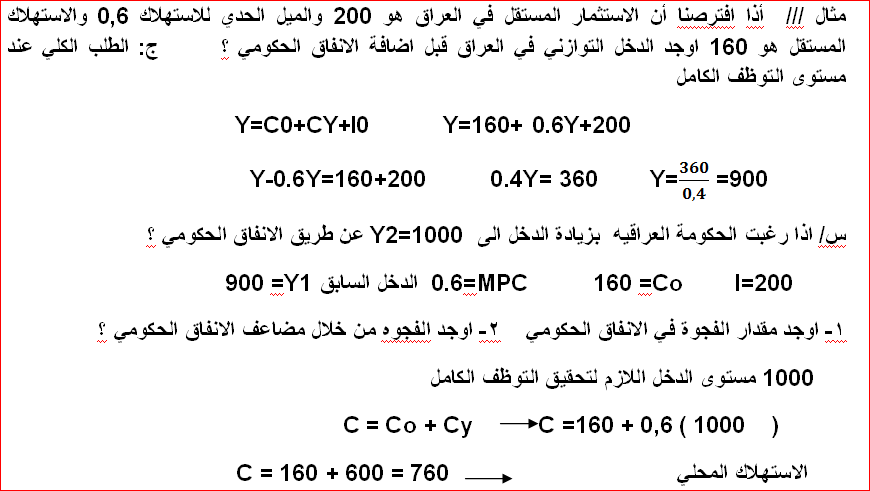 مثال /// أذا افترصنا أن الاستثمار المستقل في العراق هو 200 والميل الحدي للاستهلاك 0,6 والاستهلاك
المستقل هو 160 اوجد الدخل التوازني في العراق قبل اضافة الانفاق الحكومي ؟ ج: الطلب الكلي عند
مستوى التوظف الكامل
Y=C0+CY+I0 Y=160+ 0.6Y+200
Y-0.6Y=160+200 0.4Y= 360 Y=360/0,4 =900
س/ اذا رغبت الحكومة العراقيه بزيادة الدخل الى Y2=1000 عن طريق الانفاق الحكومي ؟
I=200 160 =Co 0.6=MPC الدخل السابق Y1= 900
١- اوجد مقدار الفجوة في الانفاق الحكومي ٢- اوجد الفجوه من خلال مضاعف الانفاق الحكومي ؟
1000 مستوى الدخل اللازم لتحقيق التوظف الكامل
C = Co + Cy → C =160 + 0,6 ( 1000 )
C = 160 + 600 = 760 → الاستهلاك المحلي